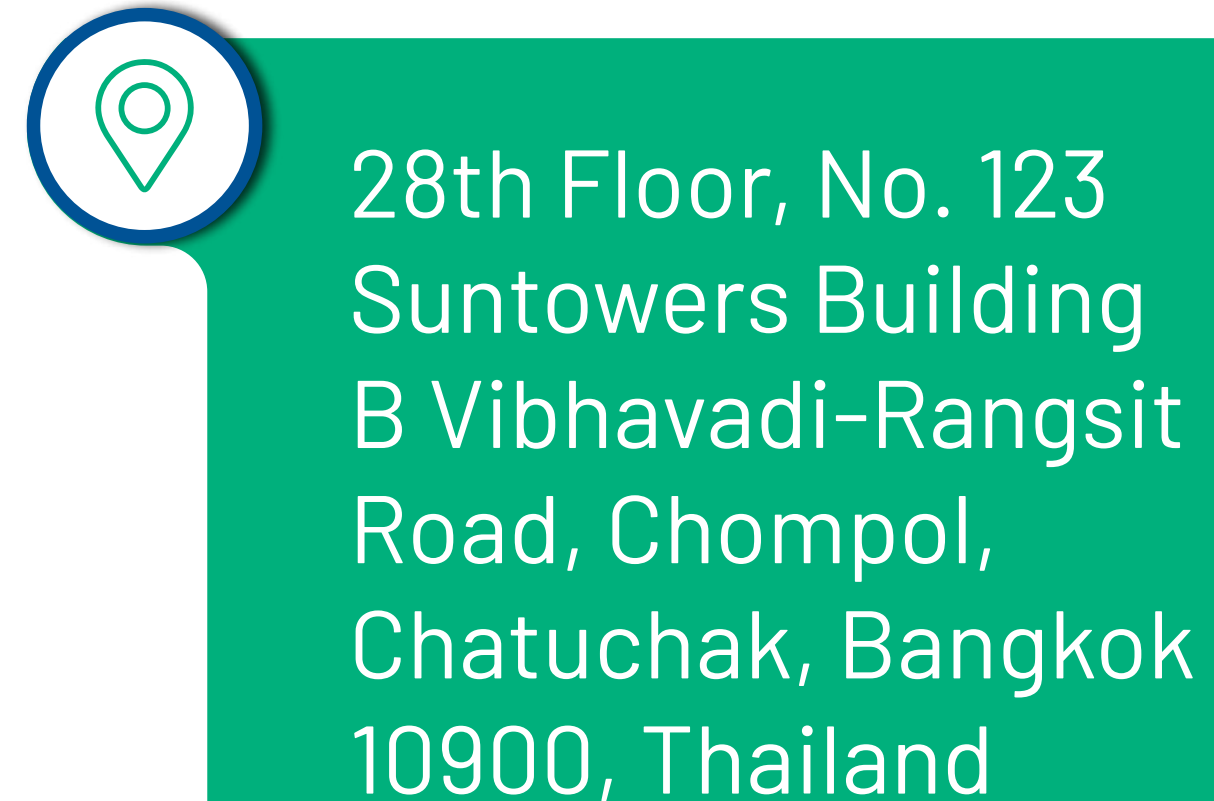 28th Floor, No. 123
Suntowers Building
B Vibhavadi-Rangsit
Road, Chompol,
Chatuchak, Bangkok
10900, Thailand